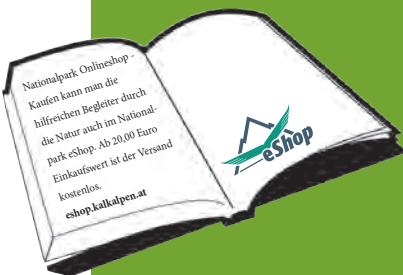 Nationalpark Onlineshop -
Kaufen kann man die
hilfreichen Begleiter durch
die Natur auch im National-
park eShop. Ab 20,00 Euro
Einkaufswert ist der Versand
kostenlos.
eshop.kalkalpen.at
eShop